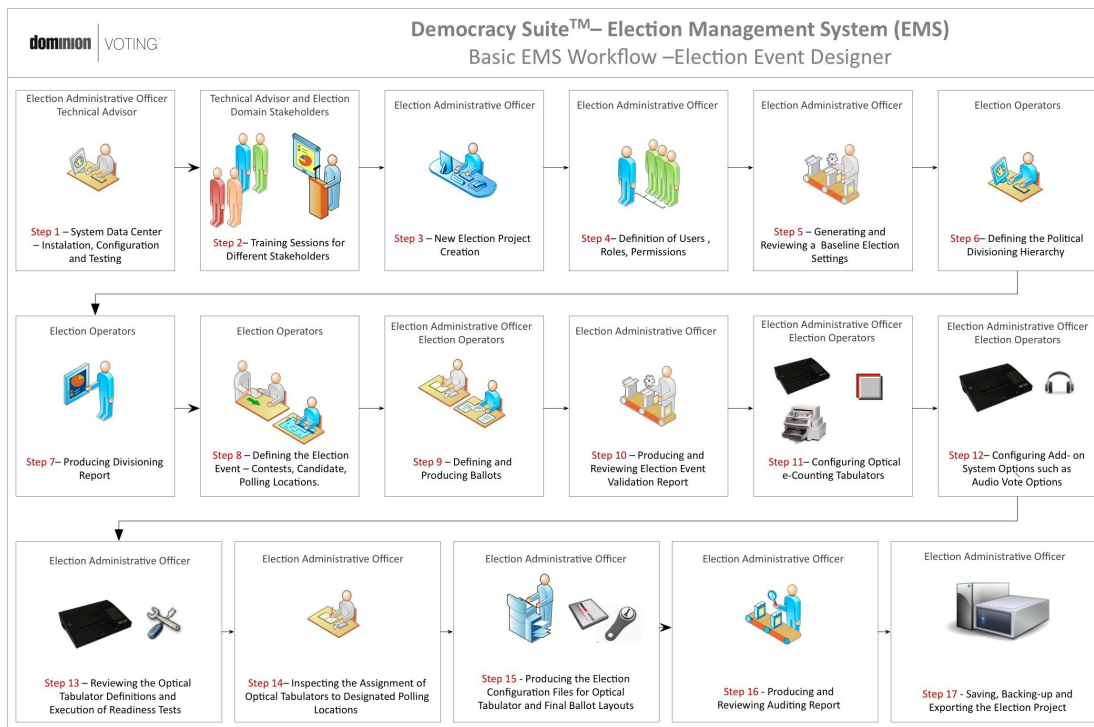 dominion VOTING
Democracy Suite™– Election Management System (EMS)
Basic EMS Workflow –Election Event Designer
Election Administrative Officer
Technical Advisor
Step 1 – System Data Center
– Instalation, Configuration
and Testing
Technical Advisor and Election
Domain Stakeholders
Step 2– Training Sessions for
Different Stakeholders
Election Administrative Officer
Step 3 – New Election Project
Creation
Election Administrative Officer
Step 4– Definition of Users ,
Roles, Permissions
Election Administrative Officer
Step 5 – Generating and
Reviewing a Baseline Election
Settings
Election Operators
Step 6– Defining the Political
Divisioning Hierarchy
Election Operators
Step 7– Producing Divisioning
Report
Election Operators
Step 8 – Defining the Election
Event – Contests, Candidate,
Polling Locations.
Election Administrative Officer
Election Operators
Step 9 – Defining and
Producing Ballots
Election Administrative Officer
Step 10 – Producing and
Reviewing Election Event
Validation Report
Election Administrative Officer
Election Operators
Step 11– Configuring Optical
e-Counting Tabulators
Election Administrative Officer
Election Operators
Step 12– Configuring Add- on
System Options such as
Audio Vote Options
Election Administrative Officer
Step 13 – Reviewing the Optical
Tabulator Definitions and
Execution of Readiness Tests
Election Administrative Officer
Step 14– Inspecting the Assignment of
Optical Tabulators to Designated Polling
Locations
Election Administrative Officer
Step 15 - Producing the Election
Configuration Files for Optical
Tabulator and Final Ballot Layouts
Election Administrative Officer
Step 16 - Producing and
Reviewing Auditing Report
Election Administrative Officer
Step 17 - Saving, Backing-up and
Exporting the Election Project